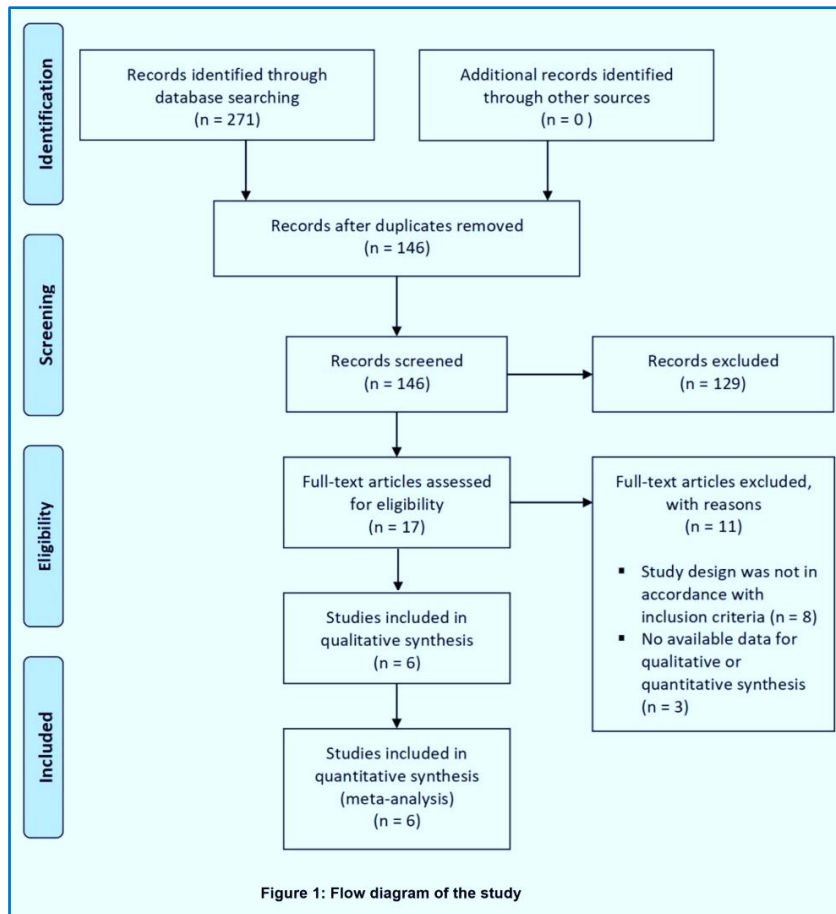 Identification
Records identified through
database searching
(n = 271)
Additional records identified
through other sources
(n = 0 )
Records after duplicates removed
(n = 146)
Screening
Records screened
(n = 146)
Records excluded
(n = 129)
Eligibility
Full-text articles assessed
for eligibility
(n = 17)
Full-text articles excluded,
with reasons
(n = 11)
▪ Study design was not in
accordance with
inclusion criteria (n = 8)
▪ No available data for
qualitative or
quantitative synthesis
(n = 3)
Studies included in
qualitative synthesis
(n = 6)
Included
Studies included in
quantitative synthesis
(meta-analysis)
(n = 6)
Figure 1: Flow diagram of the study